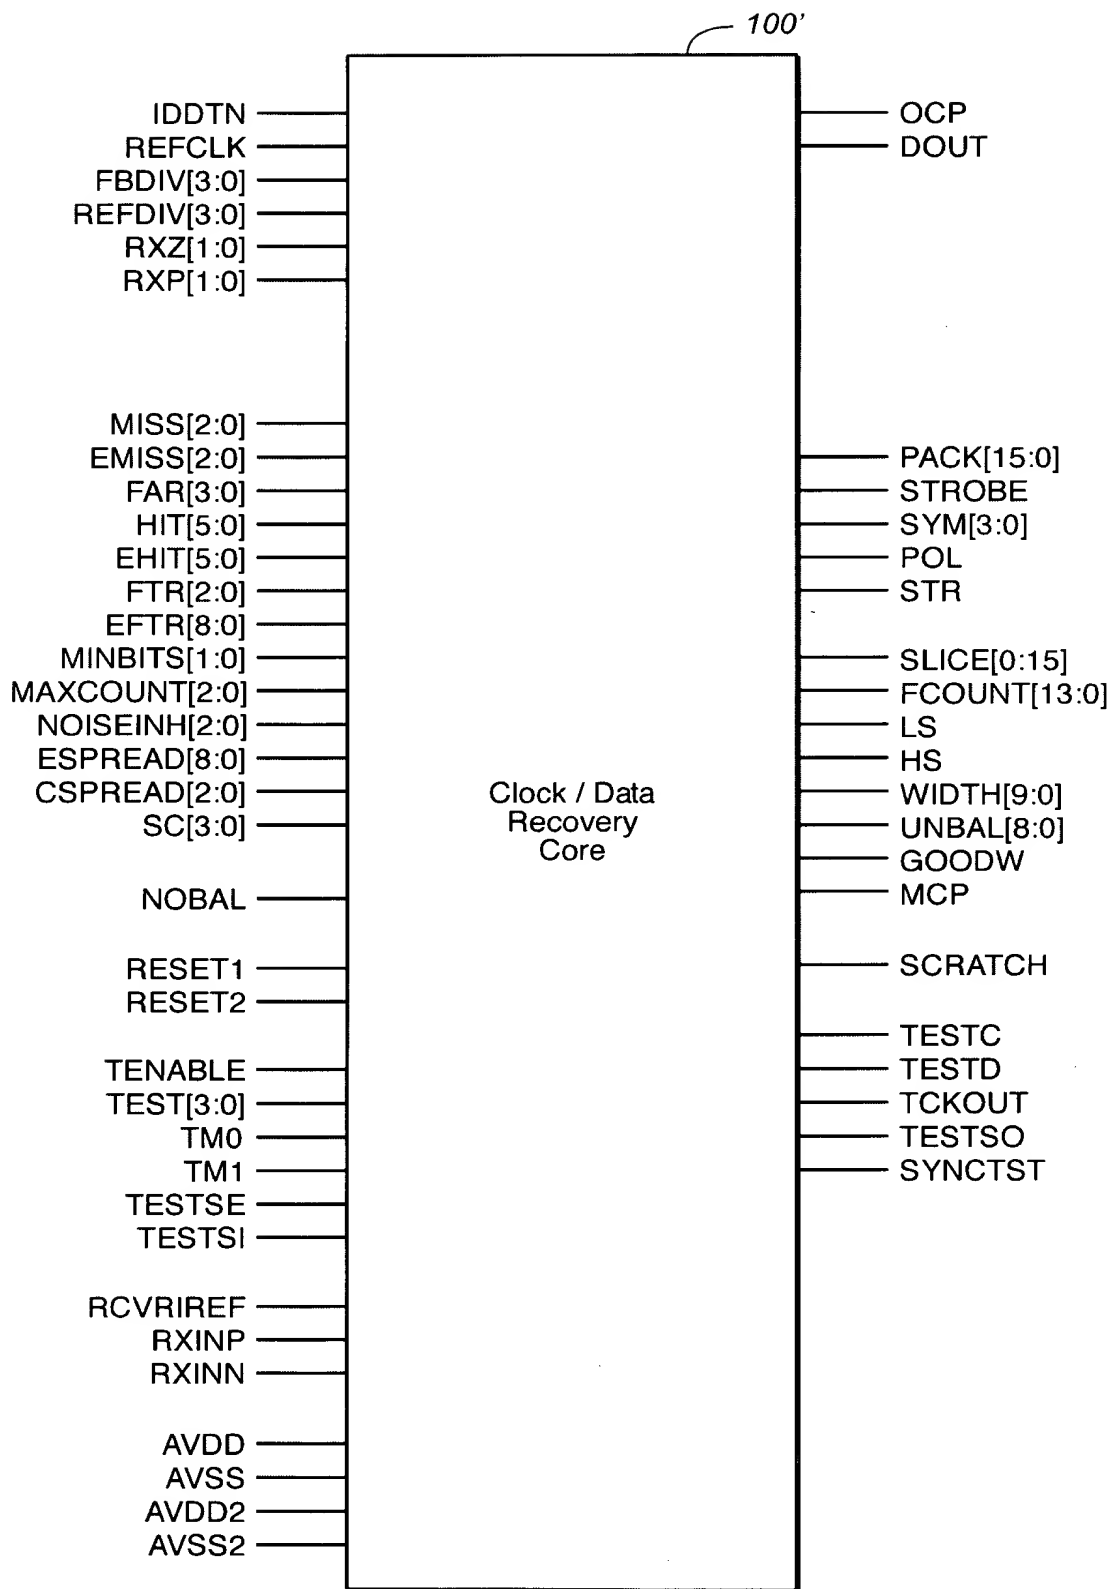 100'
IDDTN
REFCLK
FBDIV[3:0]
REFDIV[3:0]
RXZ[1:0]
RXP[1:0]
MISS[2:0]
EMISS[2:0]
FAR[3:0]
HIT[5:0]
EHIT[5:0]
FTR[2:0]
EFTR[8:0]
MINBITS[1:0]
MAXCOUNT[2:0]
NOISEINH[2:0]
ESPREAD[8:0]
CSPREAD[2:0]
SC[3:0]
NOBAL
RESET1
RESET2
TENABLE
TEST[3:0]
TM0
TM1
TESTSE
TESTSI
RCVRIREF
RXINP
RXINN
AVDD
AVSS
AVDD2
AVSS2
Clock / Data
Recovery
Core
OCP
DOUT
PACK[15:0]
STROBE
SYM[3:0]
POL
STR
SLICE[0:15]
FCOUNT[13:0]
LS
HS
WIDTH[9:0]
UNBAL[8:0]
GOODW
MCP
SCRATCH
TESTC
TESTD
TCKOUT
TESTSO
SYNCTST